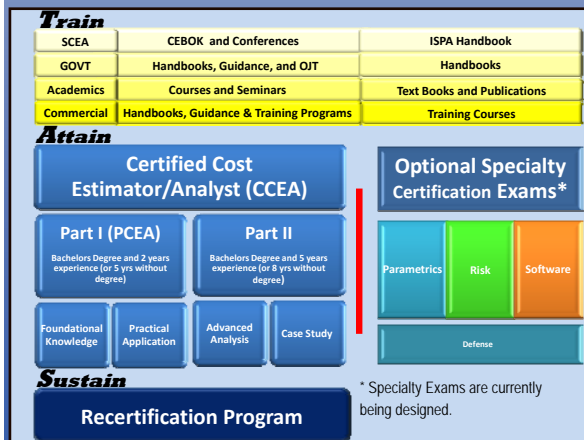 Train
SCEA CEBOK and Conferences ISPA Handbook
GOVT Handbooks, Guidance, and OJT Handbooks
Academics Courses and Seminars Text Books and Publications
Commercial Handbooks, Guidance & Training Programs Training Courses
Attain
Certified Cost
Estimator/Analyst (CCEA)
Optional Specialty
Certification Exams*
Part I (PCEA)
Bachelors Degree and 2 years
experience (or 5 yrs without
degree)
Part II
Bachelors Degree and 5 years
experience (or 8 yrs without
degree)
Parametrics
Risk
Software
Foundational
Knowledge
Practical
Application
Advanced
Analysis
Case Study
Defense
Sustain
Recertification Program
* Specialty Exams are currently
being designed.